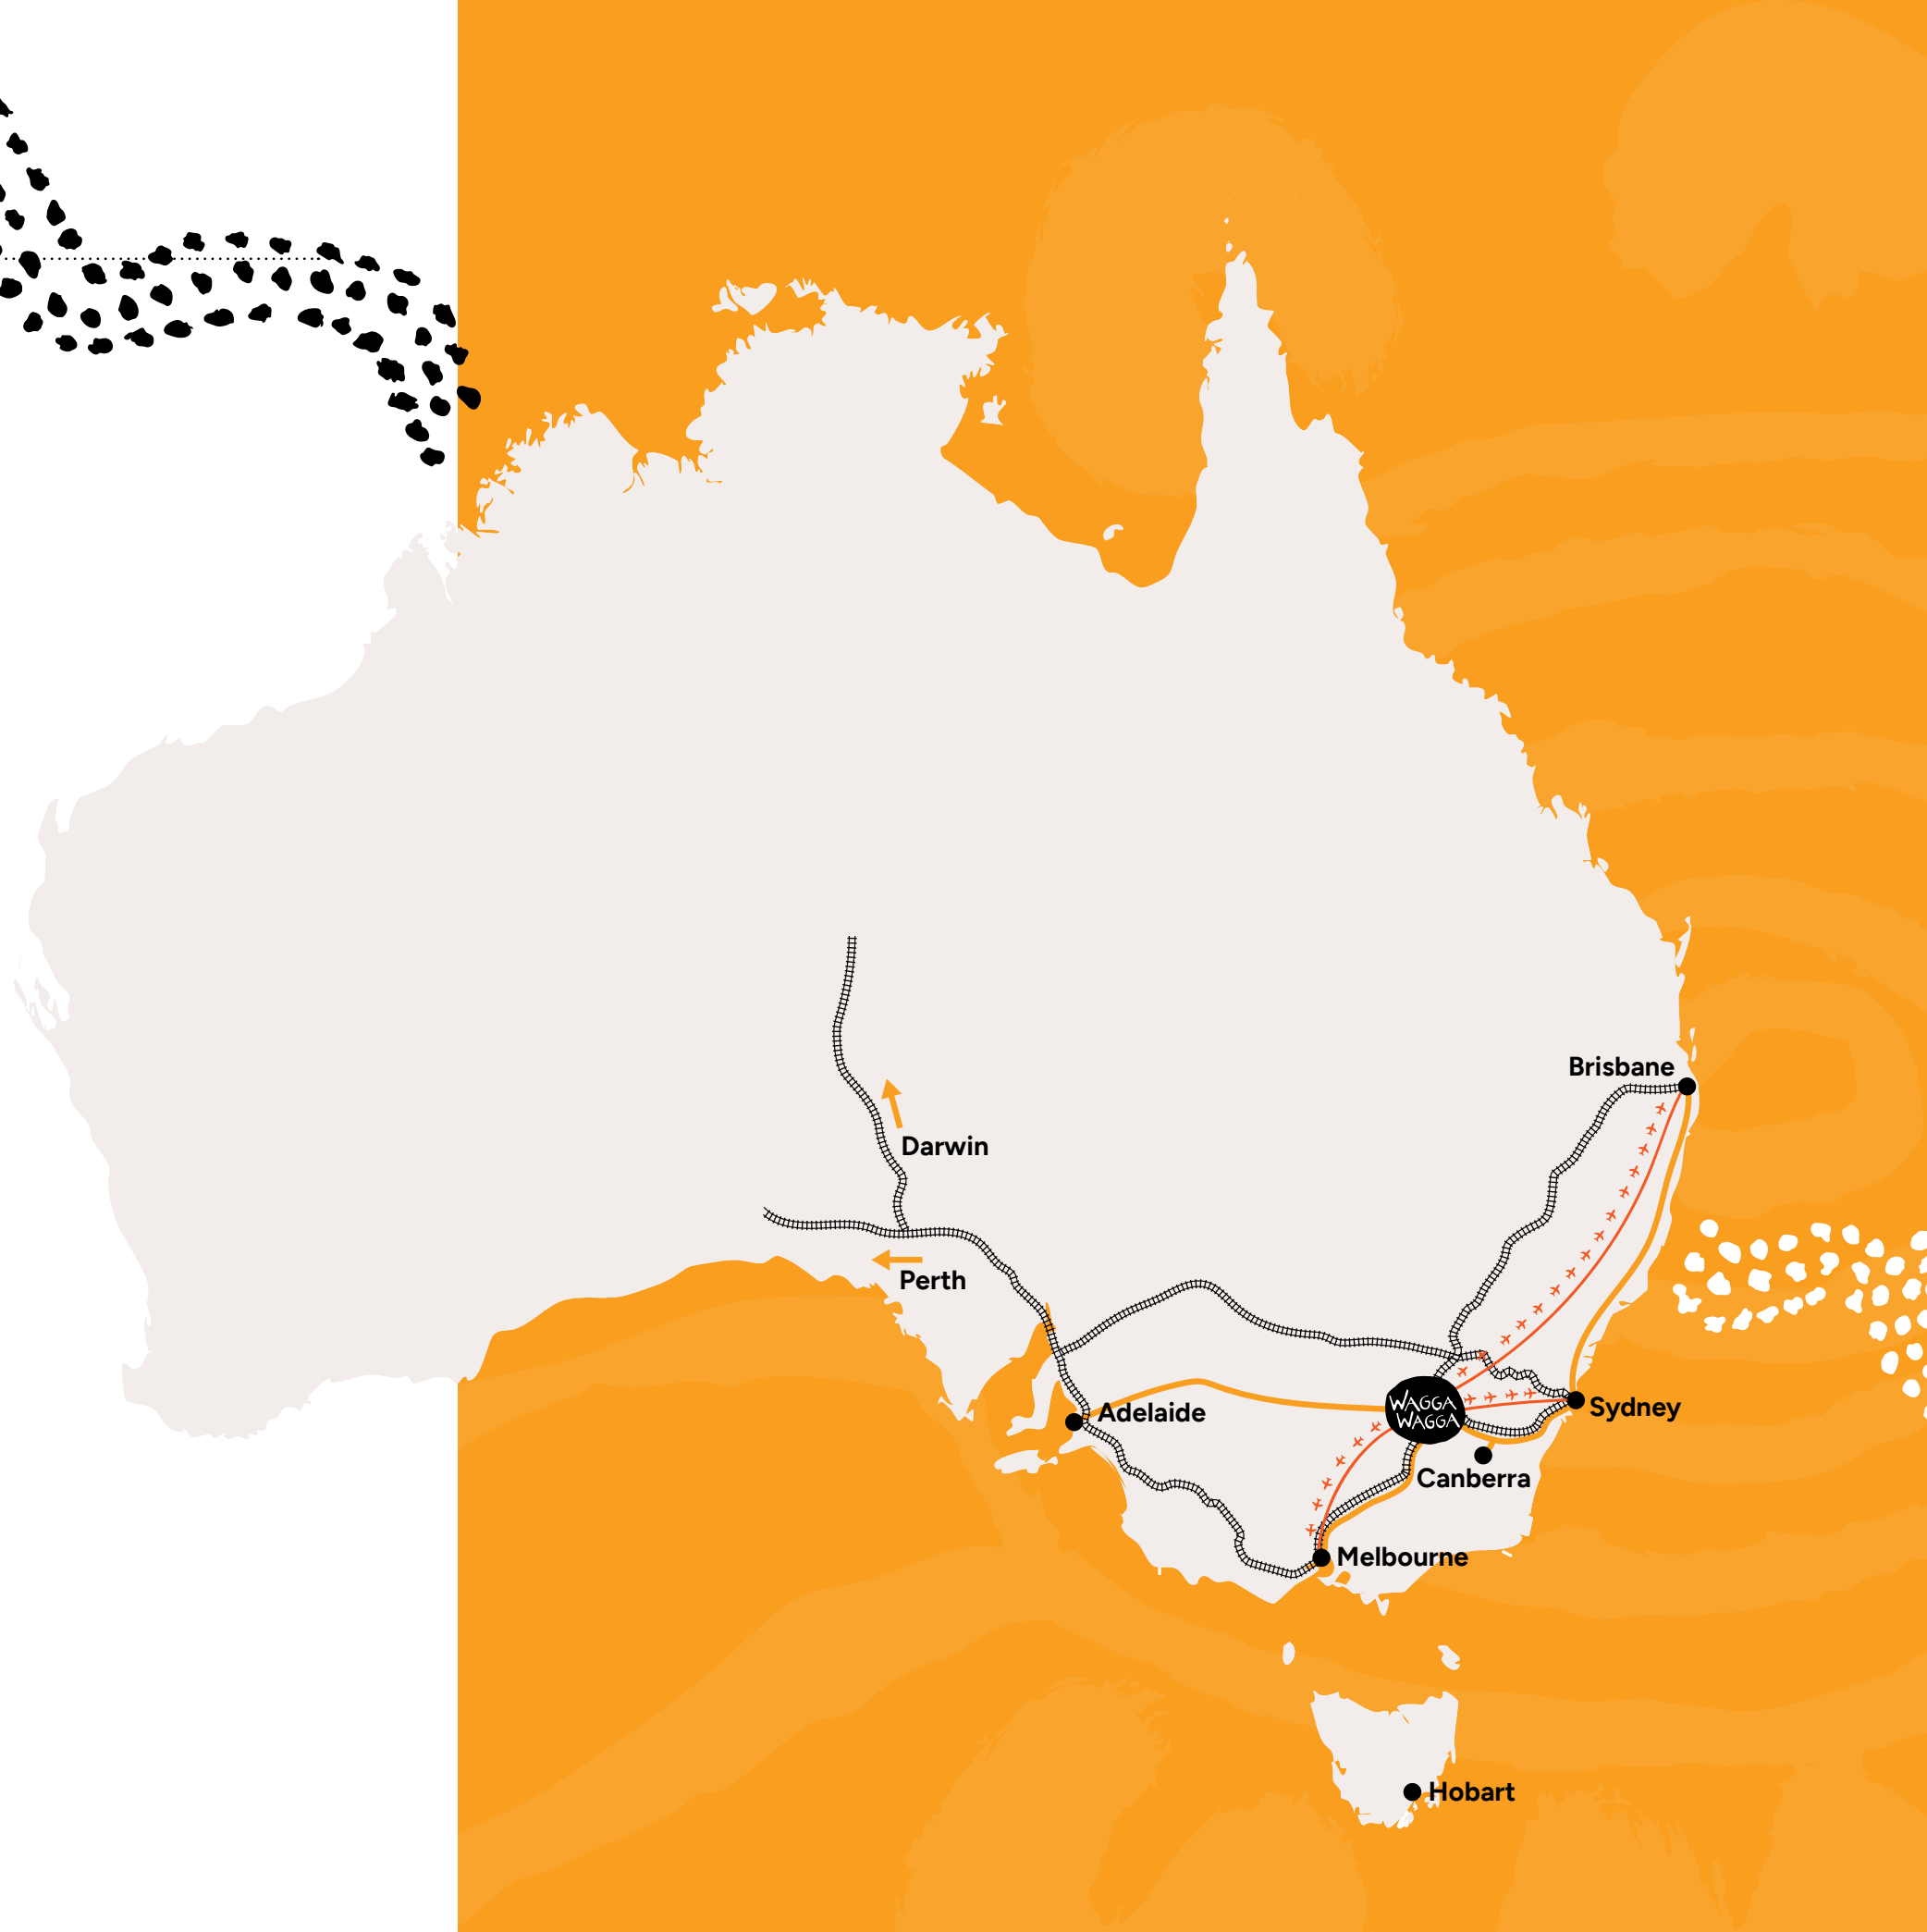 Brisbane
Darwin
Perth
WAGGA
WAGGA
Adelaide
Sydney
Canberra
Melbourne
Hobart